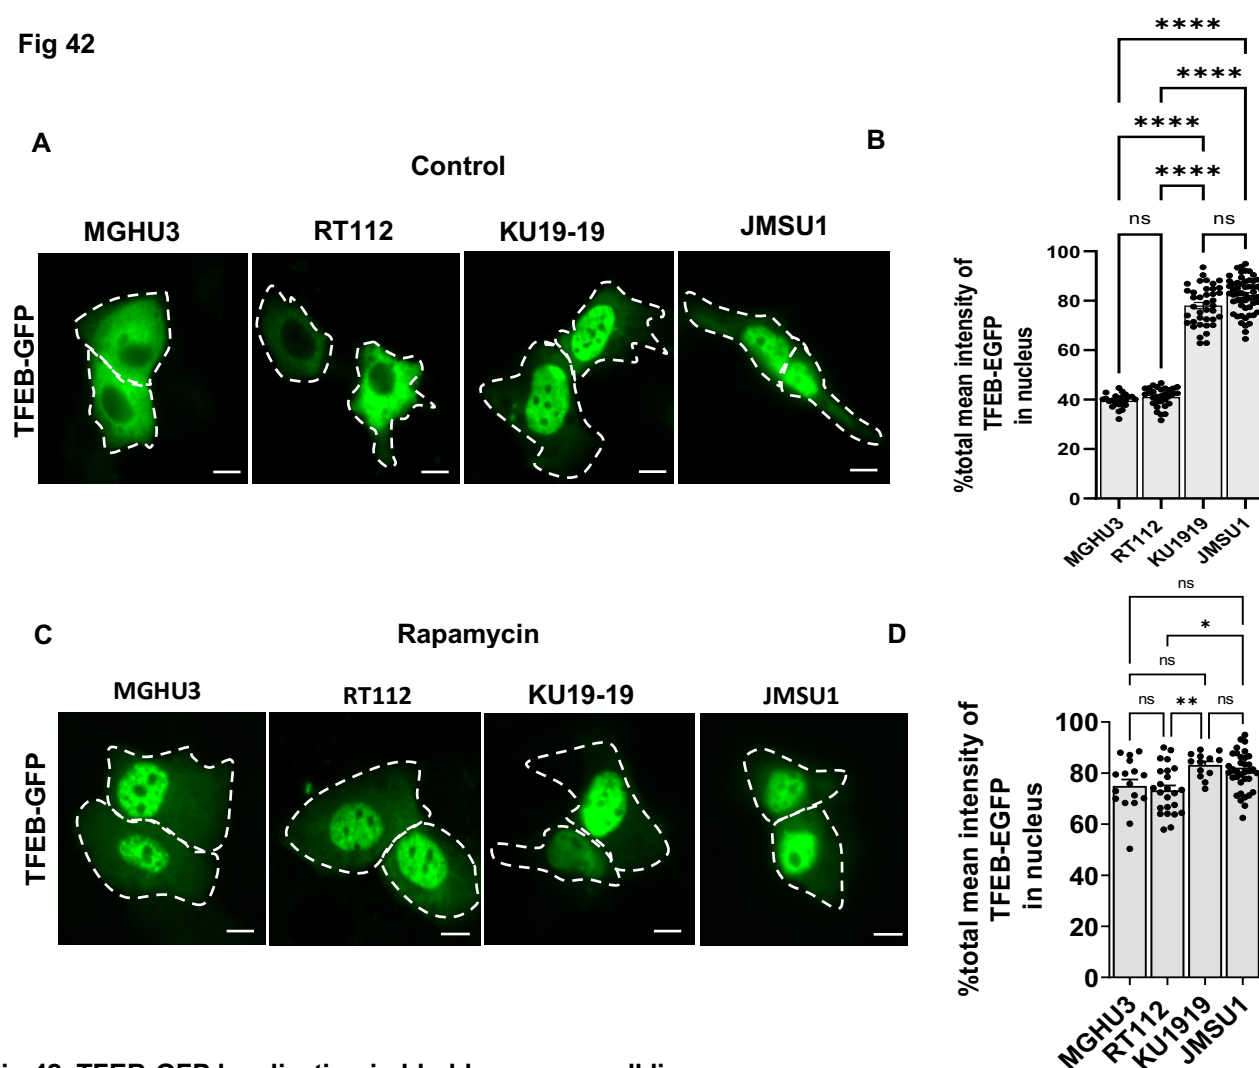 Fig 42
A
Control
MGHU3
RT112
KU19-19
JMSU1
TFEB-GFP
B
****
****
****
****
ns
ns
%total mean intensity of
TFEB-EGFP
in nucleus
100
80
60
40
20
0
MGHU3
RT112
KU1919
JMSU1
C
Rapamycin
MGHU3
RT112
KU19-19
JMSU1
TFEB-GFP
D
ns
*
ns
ns
**
ns
%total mean intensity of
TFEB-EGFP
in nucleus
100
80
60
40
20
0
MGHU3
RT112
KU1919
JMSU1